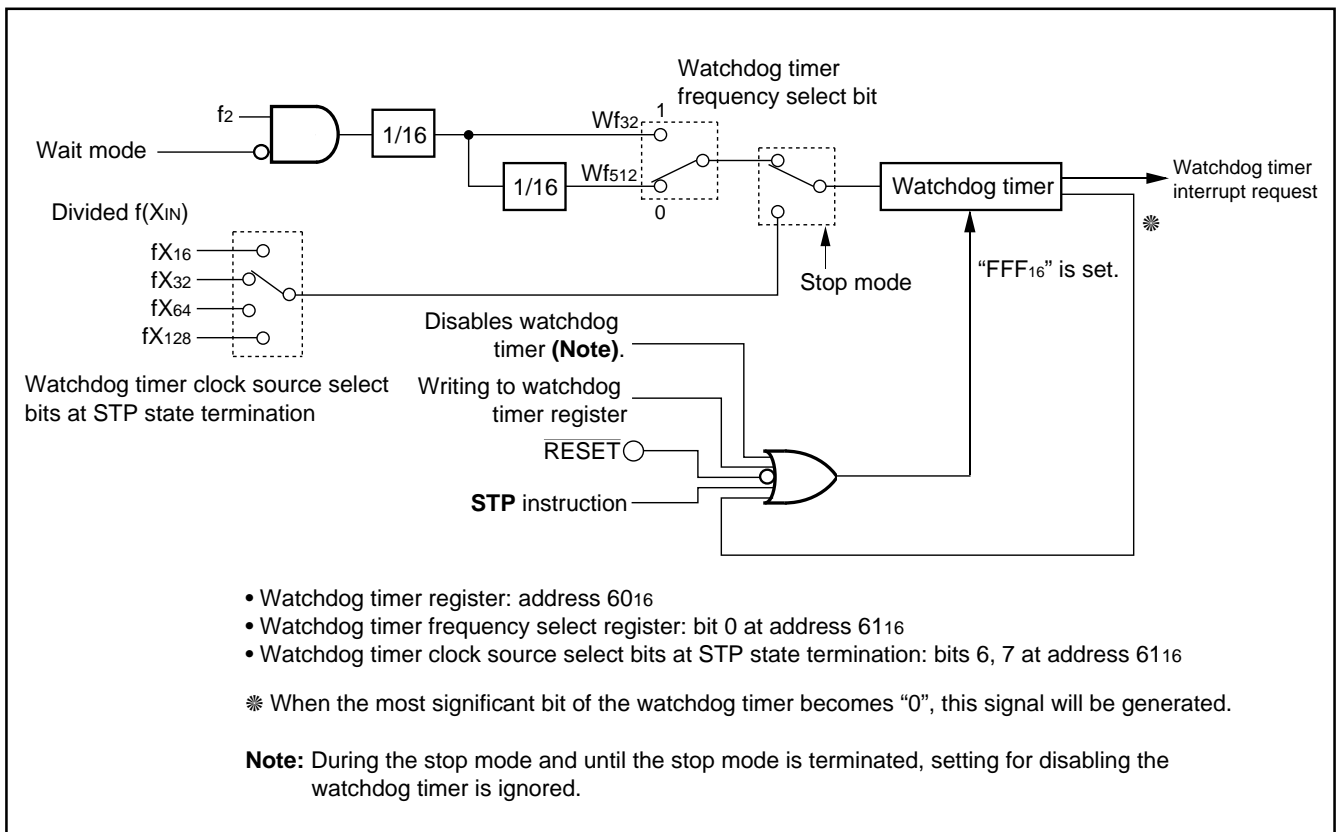 Watchdog timer
frequency select bit
f2
Wait mode
1/16
1/16
Wf32
1
Wf512
0
Watchdog timer
Watchdog timer
interrupt request
※
Divided f(XIN)
fX16
fX32
fX64
fX128
Stop mode
“FFF16” is set.
Watchdog timer clock source select
bits at STP state termination
Disables watchdog
timer (Note).
Writing to watchdog
timer register
RESET
STP instruction
• Watchdog timer register: address 6016
• Watchdog timer frequency select register: bit 0 at address 6116
• Watchdog timer clock source select bits at STP state termination: bits 6, 7 at address 6116
※ When the most significant bit of the watchdog timer becomes “0”, this signal will be generated.
Note: During the stop mode and until the stop mode is terminated, setting for disabling the
watchdog timer is ignored.